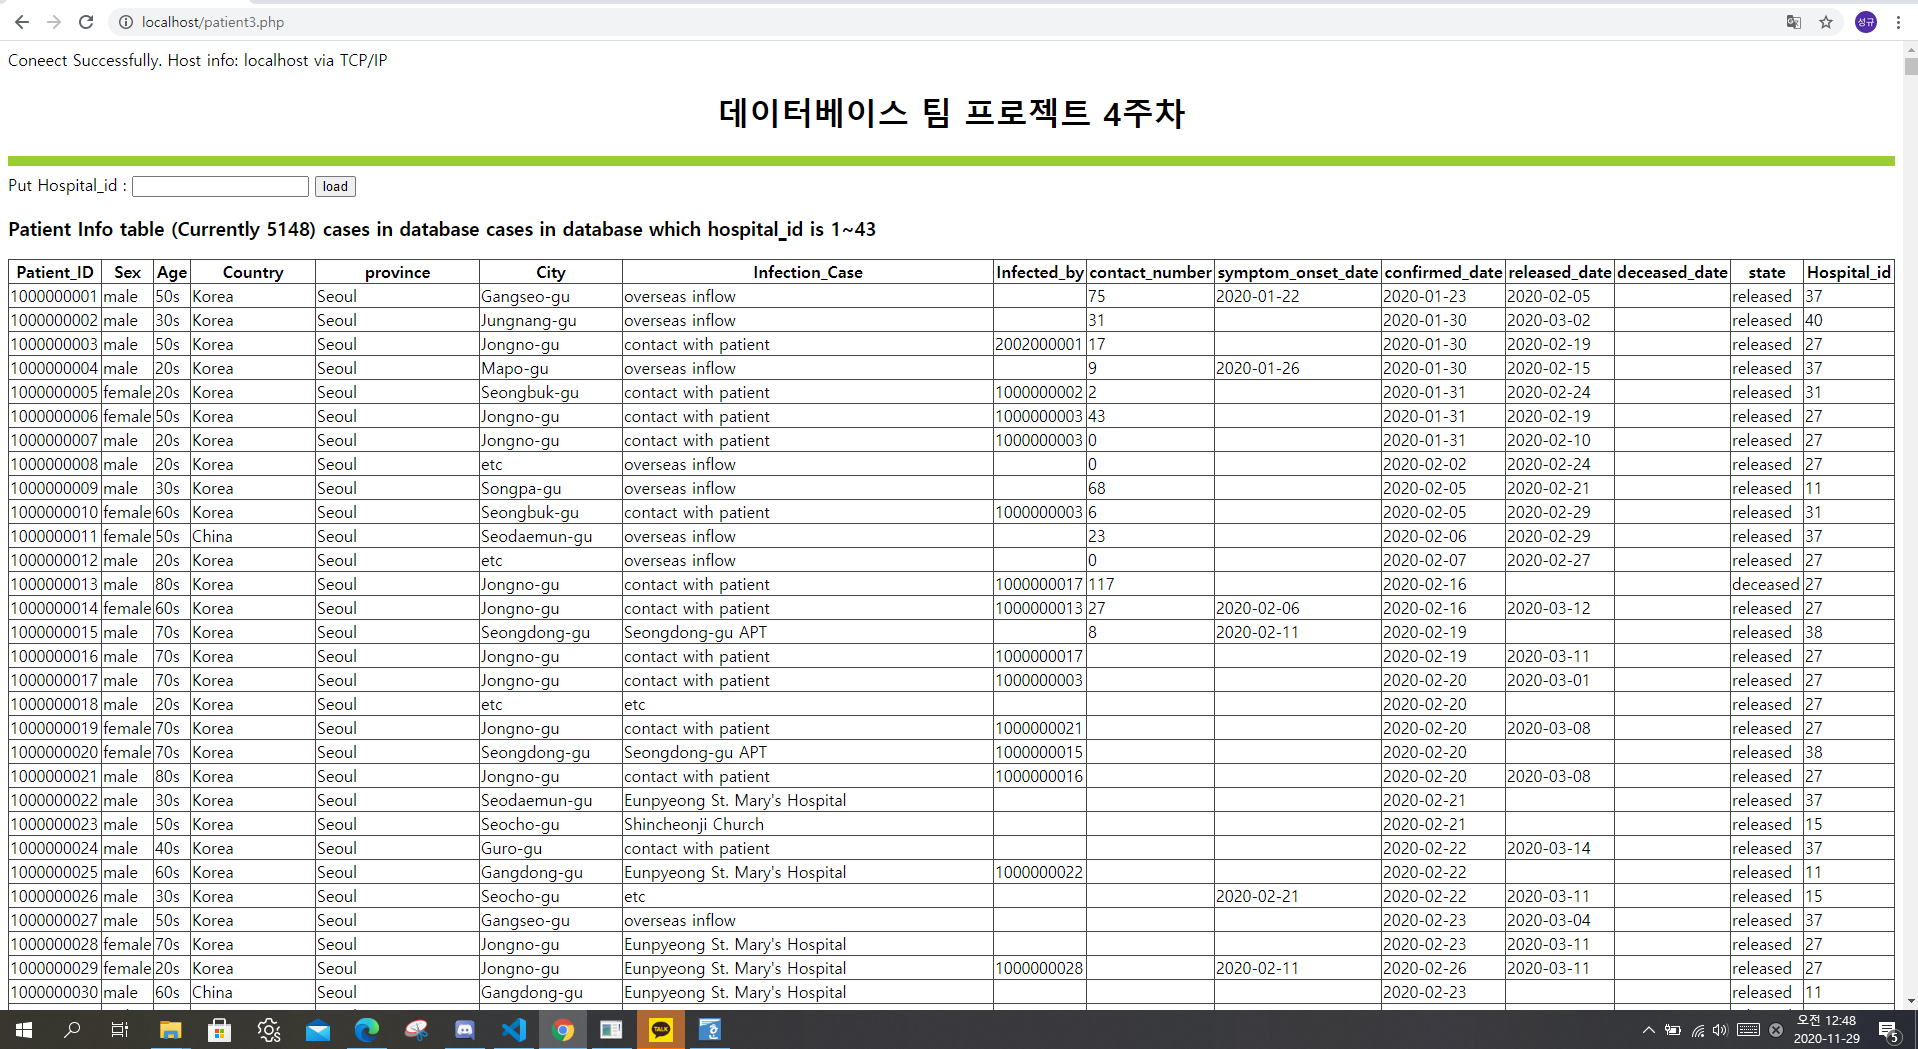 localhost/patient3.php
성규
Coneect Successfully. Host info: localhost via TCP/IP
데이터베이스 팀 프로젝트 4주차
Put Hospital_id : load
Patient Info table (Currently 5148) cases in database cases in database which hospital_id is 1~43
Patient_ID Sex Age Country province City Infection_Case Infected_by contact_number symptom_onset_date confirmed_date released_date deceased_date state Hospital_id
1000000001 male 50s Korea Seoul Gangseo-gu overseas inflow 75 2020-01-22 2020-01-23 2020-02-05 released 37
1000000002 male 30s Korea Seoul Jungnang-gu overseas inflow 31 2020-01-30 2020-03-02 released 40
1000000003 male 50s Korea Seoul Jongno-gu contact with patient 2002000001 17 2020-01-30 2020-02-19 released 27
1000000004 male 20s Korea Seoul Mapo-gu overseas inflow 9 2020-01-26 2020-01-30 2020-02-15 released 37
1000000005 female 20s Korea Seoul Seongbuk-gu contact with patient 1000000002 2 2020-01-31 2020-02-24 released 31
1000000006 female 50s Korea Seoul Jongno-gu contact with patient 1000000003 43 2020-01-31 2020-02-19 released 27
1000000007 male 20s Korea Seoul Jongno-gu contact with patient 1000000003 0 2020-01-31 2020-02-10 released 27
1000000008 male 20s Korea Seoul etc overseas inflow 0 2020-02-02 2020-02-24 released 27
1000000009 male 30s Korea Seoul Songpa-gu overseas inflow 68 2020-02-05 2020-02-21 released 11
1000000010 female 60s Korea Seoul Seongbuk-gu contact with patient 1000000003 6 2020-02-05 2020-02-29 released 31
1000000011 female 50s China Seoul Seodaemun-gu overseas inflow 23 2020-02-06 2020-02-29 released 37
1000000012 male 20s Korea Seoul etc overseas inflow 0 2020-02-07 2020-02-27 released 27
1000000013 male 80s Korea Seoul Jongno-gu contact with patient 1000000017 117 2020-02-16 deceased 27
1000000014 female 60s Korea Seoul Jongno-gu contact with patient 1000000013 27 2020-02-06 2020-02-16 2020-03-12 released 27
1000000015 male 70s Korea Seoul Seongdong-gu Seongdong-gu APT 8 2020-02-11 2020-02-19 released 38
1000000016 male 70s Korea Seoul Jongno-gu contact with patient 1000000017 2020-02-19 2020-03-11 released 27
1000000017 male 70s Korea Seoul Jongno-gu contact with patient 1000000003 2020-02-20 2020-03-01 released 27
1000000018 male 20s Korea Seoul etc etc 2020-02-20 released 27
1000000019 female 70s Korea Seoul Jongno-gu contact with patient 1000000021 2020-02-20 2020-03-08 released 27
1000000020 female 70s Korea Seoul Seongdong-gu Seongdong-gu APT 1000000015 2020-02-20 released 38
1000000021 male 80s Korea Seoul Jongno-gu contact with patient 1000000016 2020-02-20 2020-03-08 released 27
1000000022 male 30s Korea Seoul Seodaemun-gu Eunpyeong St. Mary's Hospital 2020-02-21 released 37
1000000023 male 50s Korea Seoul Seocho-gu Shincheonji Church 2020-02-21 released 15
1000000024 male 40s Korea Seoul Guro-gu contact with patient 2020-02-22 2020-03-14 released 37
1000000025 male 60s Korea Seoul Gangdong-gu Eunpyeong St. Mary's Hospital 1000000022 2020-02-22 released 11
1000000026 male 30s Korea Seoul Seocho-gu etc 2020-02-21 2020-02-22 2020-03-11 released 15
1000000027 male 50s Korea Seoul Gangseo-gu overseas inflow 2020-02-23 2020-03-04 released 37
1000000028 female 70s Korea Seoul Jongno-gu Eunpyeong St. Mary's Hospital 2020-02-23 2020-03-11 released 27
1000000029 female 20s Korea Seoul Jongno-gu Eunpyeong St. Mary's Hospital 1000000028 2020-02-11 2020-02-26 2020-03-11 released 27
1000000030 male 60s China Seoul Gangdong-gu Eunpyeong St. Mary's Hospital 2020-02-23 released 11
TALK
오전 12:48
2020-11-29
5